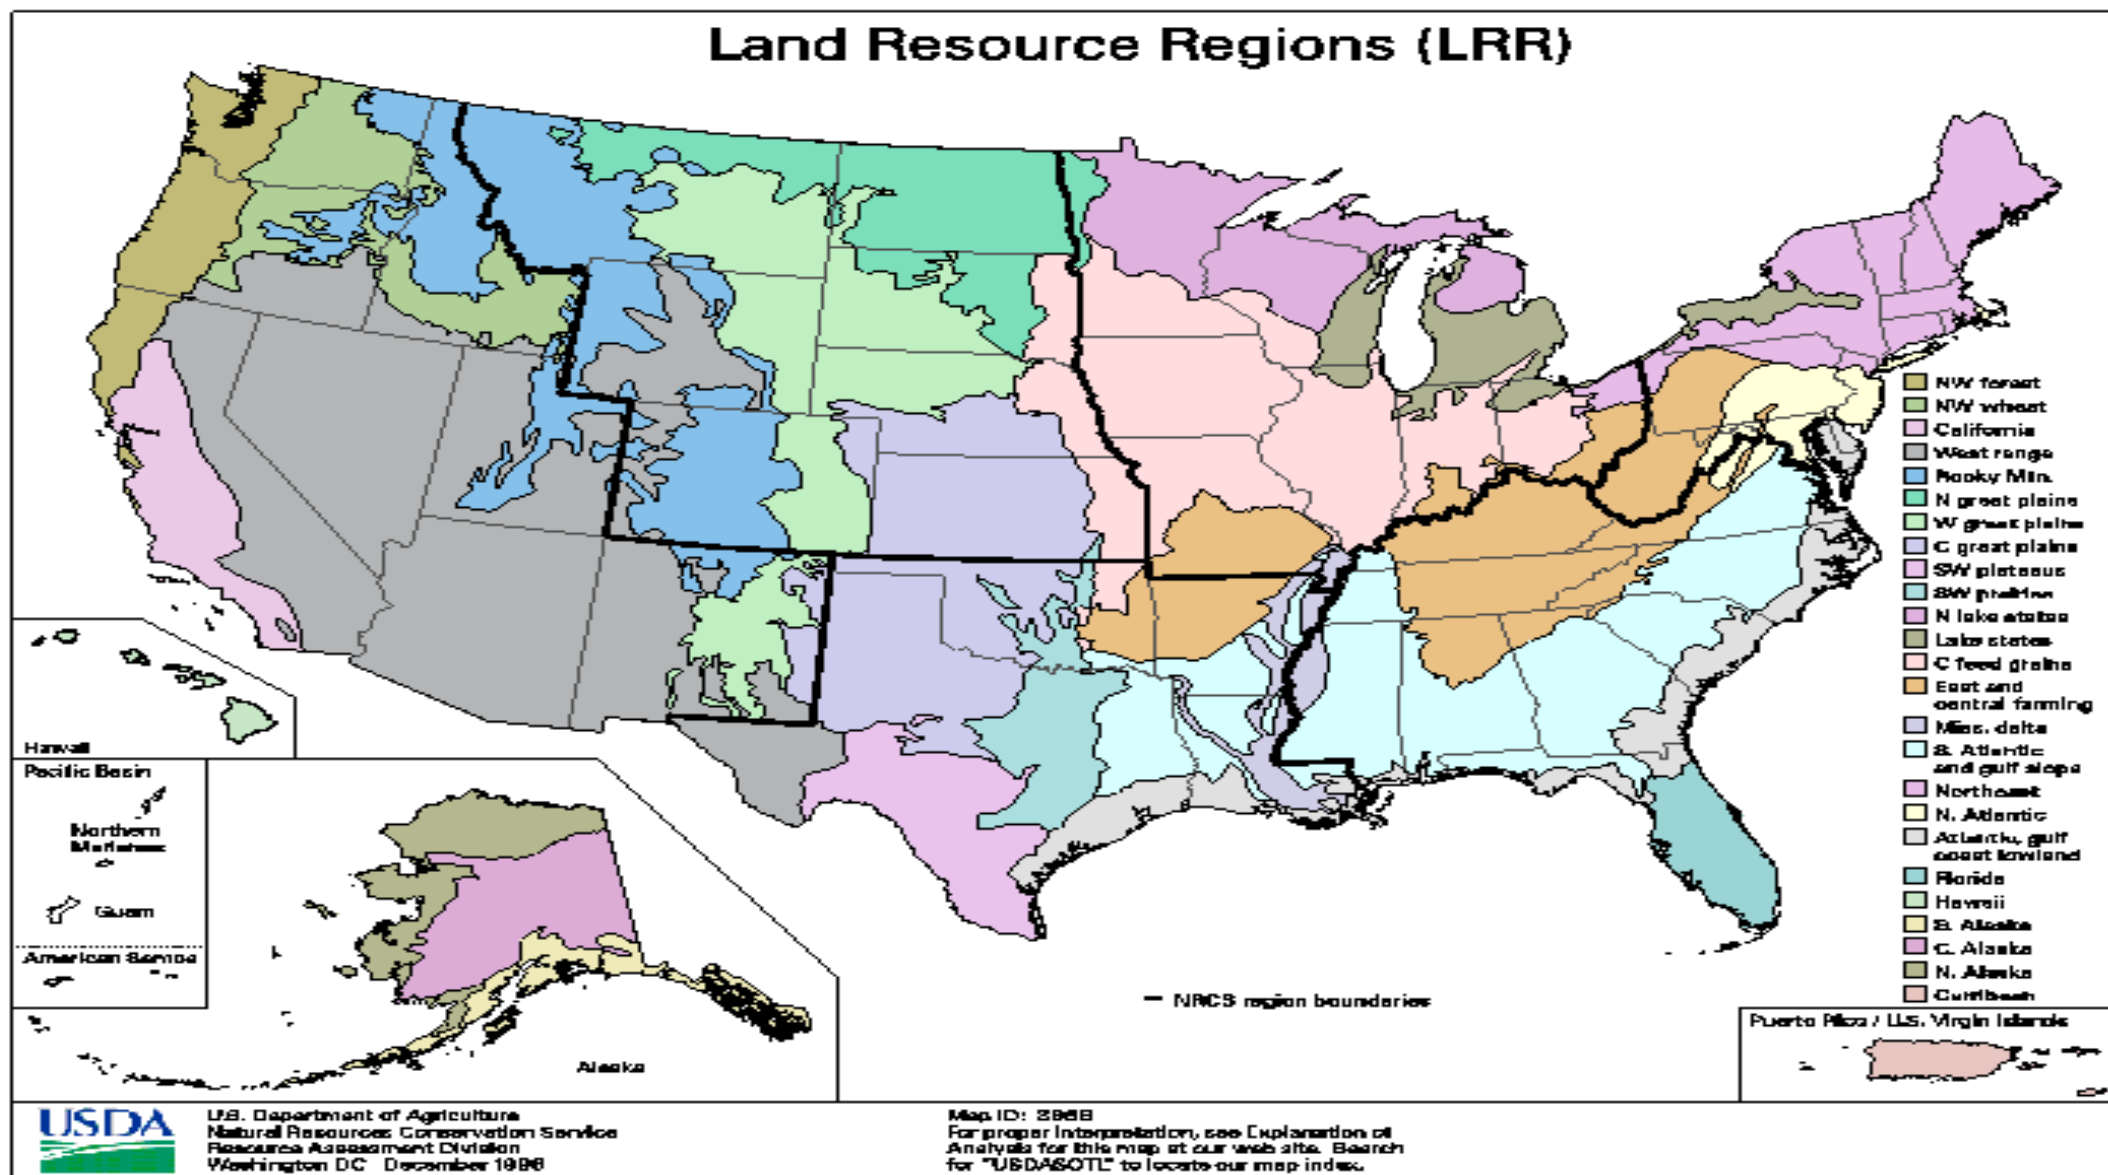 Land Resource Regions (LRR)
NW forest
NW wheat
California
West range
Rocky Mtn.
N great plains
W great plains
C great plains
SW plateaus
SW prairies
N lake states
Lake states
C feed grains
East and
central farming
Miss. delta
S. Atlantic
and gulf slope
Northeast
N. Atlantic
Atlantic, gulf
coast lowland
Florida
Hawaii
S. Alaska
C. Alaska
N. Alaska
Carribean
Hawaii
Pacific Basin
Northern
Marianas
Guam
American Samoa
Alaska
NRCS region boundaries
Puerto Rico / U.S. Virgin Islands
USDA
U.S. Department of Agriculture
Natural Resources Conservation Service
Resource Assessment Division
Washington DC December 1996
Map ID:
For proper interpretation, see Explanation of
Analysis for this map at our web site. Search
for "USDASOTL" to locate our map index.